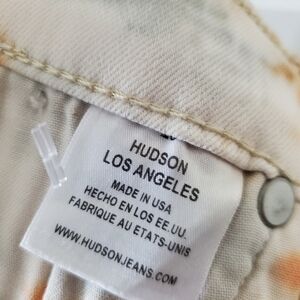 HUDSON
LOS ANGELES
MADE IN USA
HECHO EN LOS EE.UU.
FABRIQUE AU ETATS-UNIS
WWW.HUDSONJEANS.COM